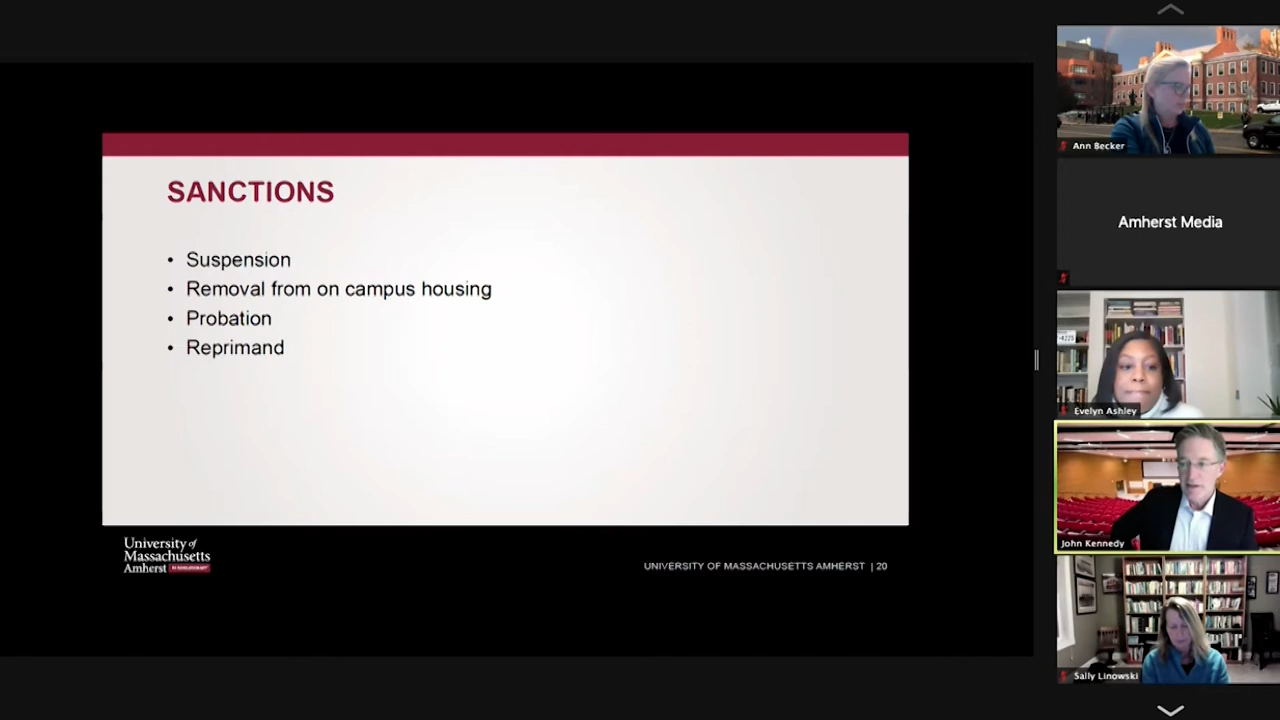 SANCTIONS
• Suspension
• Removal from on campus housing
• Probation
• Reprimand
University of
Massachusetts
Amherst
UNIVERSITY OF MASSACHUSETTS AMHERST | 20
Ann Becker
Amherst Media
Evelyn Ashley
John Kennedy
Sally Linowski